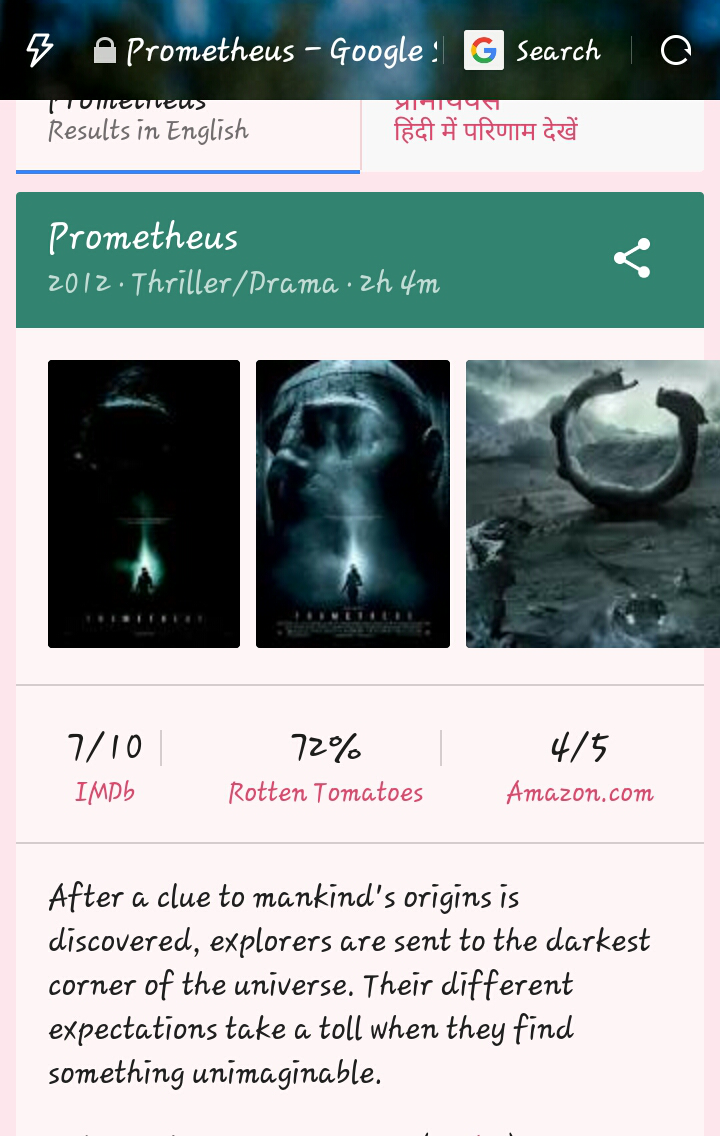 Prometheus – Google
Search
Prometheus
Results in English
हिंदी में परिणाम देखें
Prometheus
2012 · Thriller/Drama · 2h 4m
PROMETHEUS
7/10
72%
4/5
IMDb
Rotten Tomatoes
Amazon.com
After a clue to mankind's origins is
discovered, explorers are sent to the darkest
corner of the universe. Their different
expectations take a toll when they find
something unimaginable.